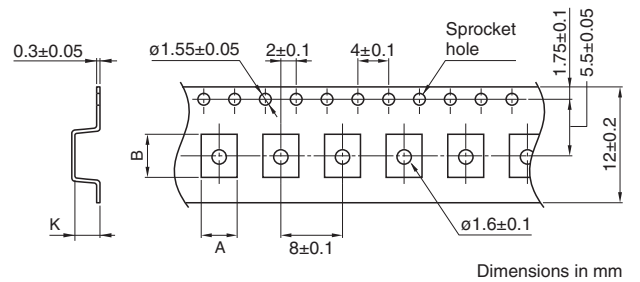 0.3±0.05
ø1.55±0.05
2±0.1
4±0.1
Sprocket
hole
1.75±0.1
5.5±0.05
12±0.2
B
K
A
8±0.1
ø1.6±0.1
Dimensions in mm